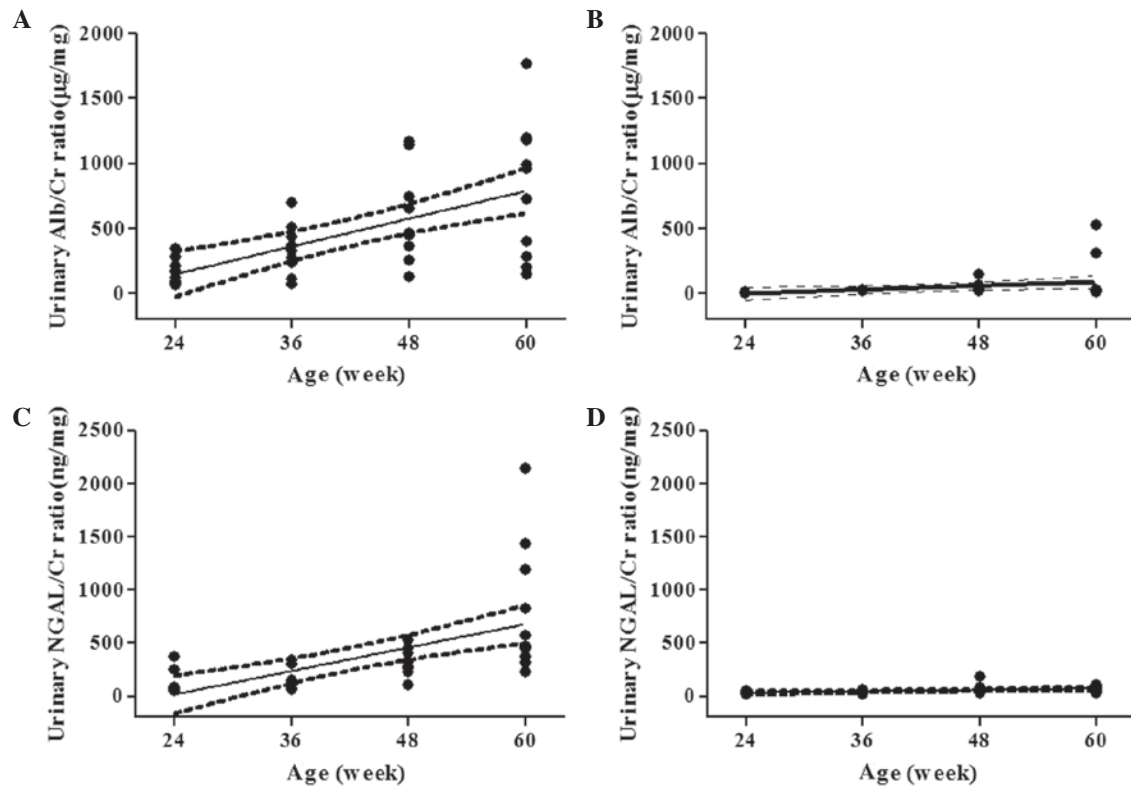 A
Urinary Alb/Cr ratio(µg/mg)
2000
1500
1000
500
0
24 36 48 60
Age (week)
B
Urinary Alb/Cr ratio(µg/mg)
2000
1500
1000
500
0
24 36 48 60
Age (week)
C
Urinary NGAL/Cr ratio(ng/mg)
2500
2000
1500
1000
500
0
24 36 48 60
Age (week)
D
Urinary NGAL/Cr ratio(ng/mg)
2500
2000
1500
1000
500
0
24 36 48 60
Age (week)